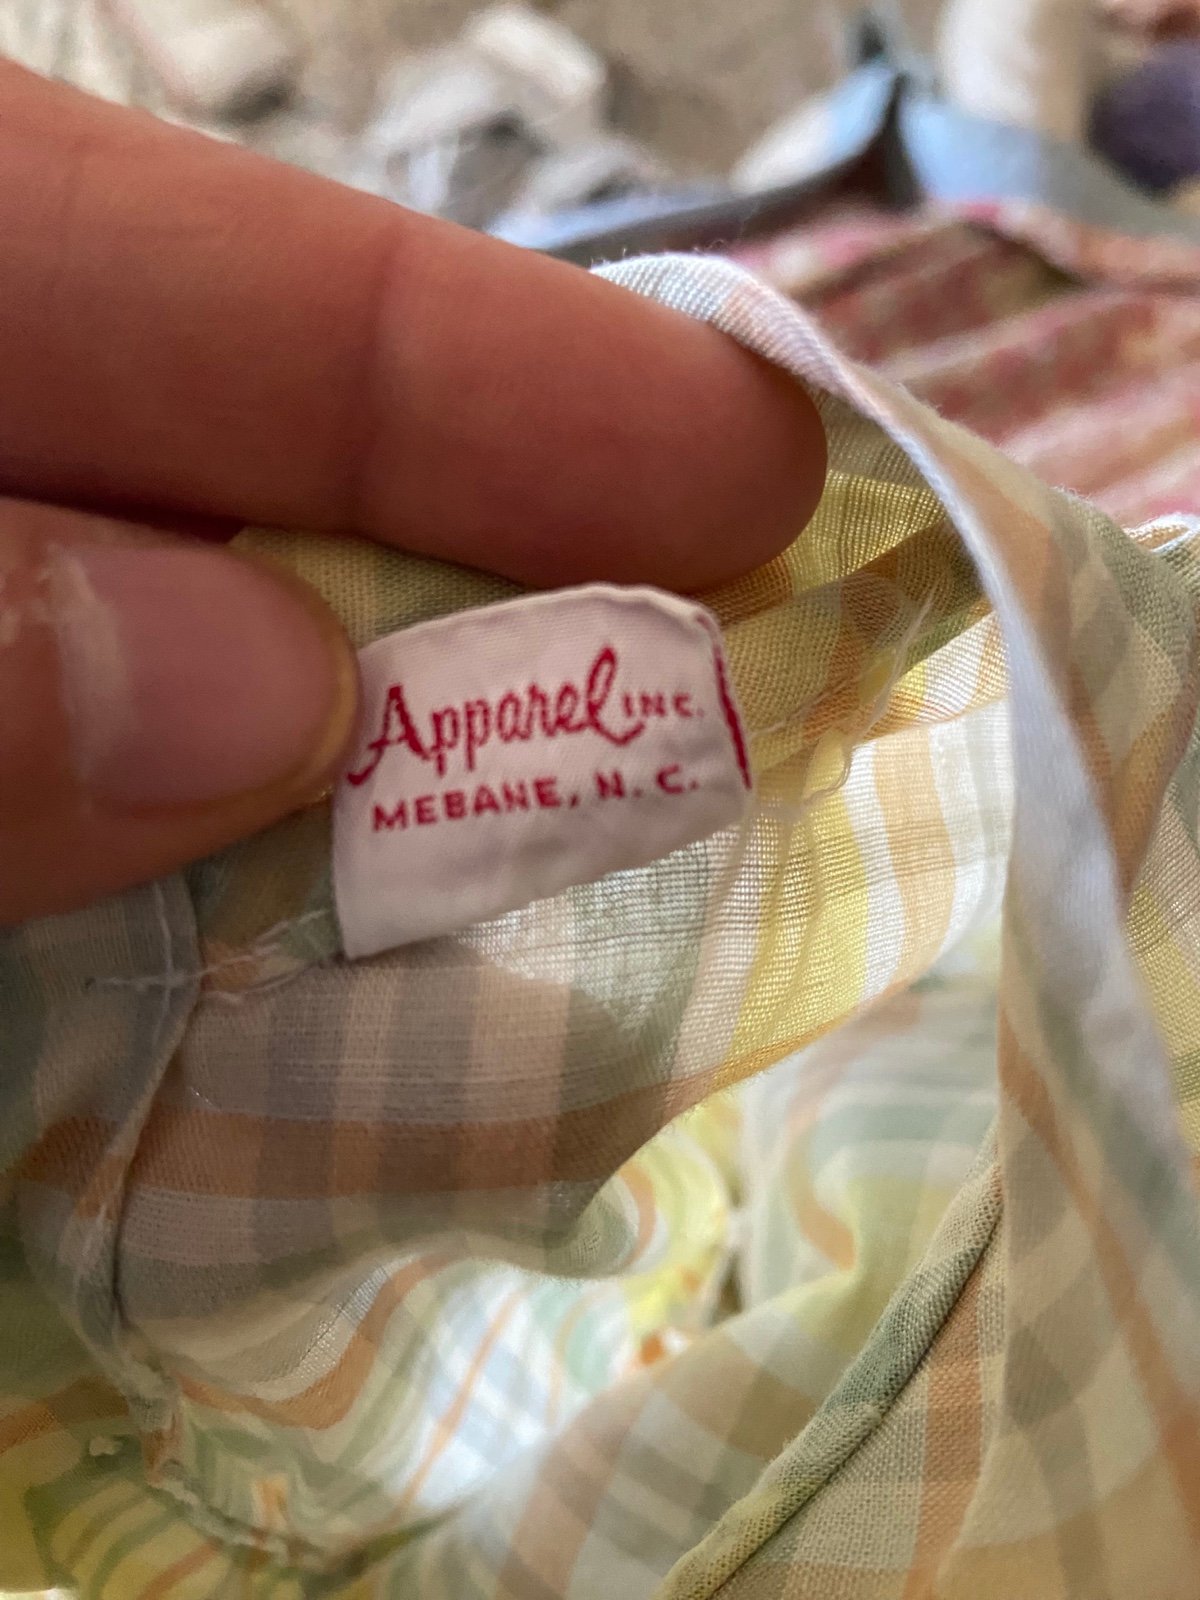 Apparel INC.
MEBANE, N. C.